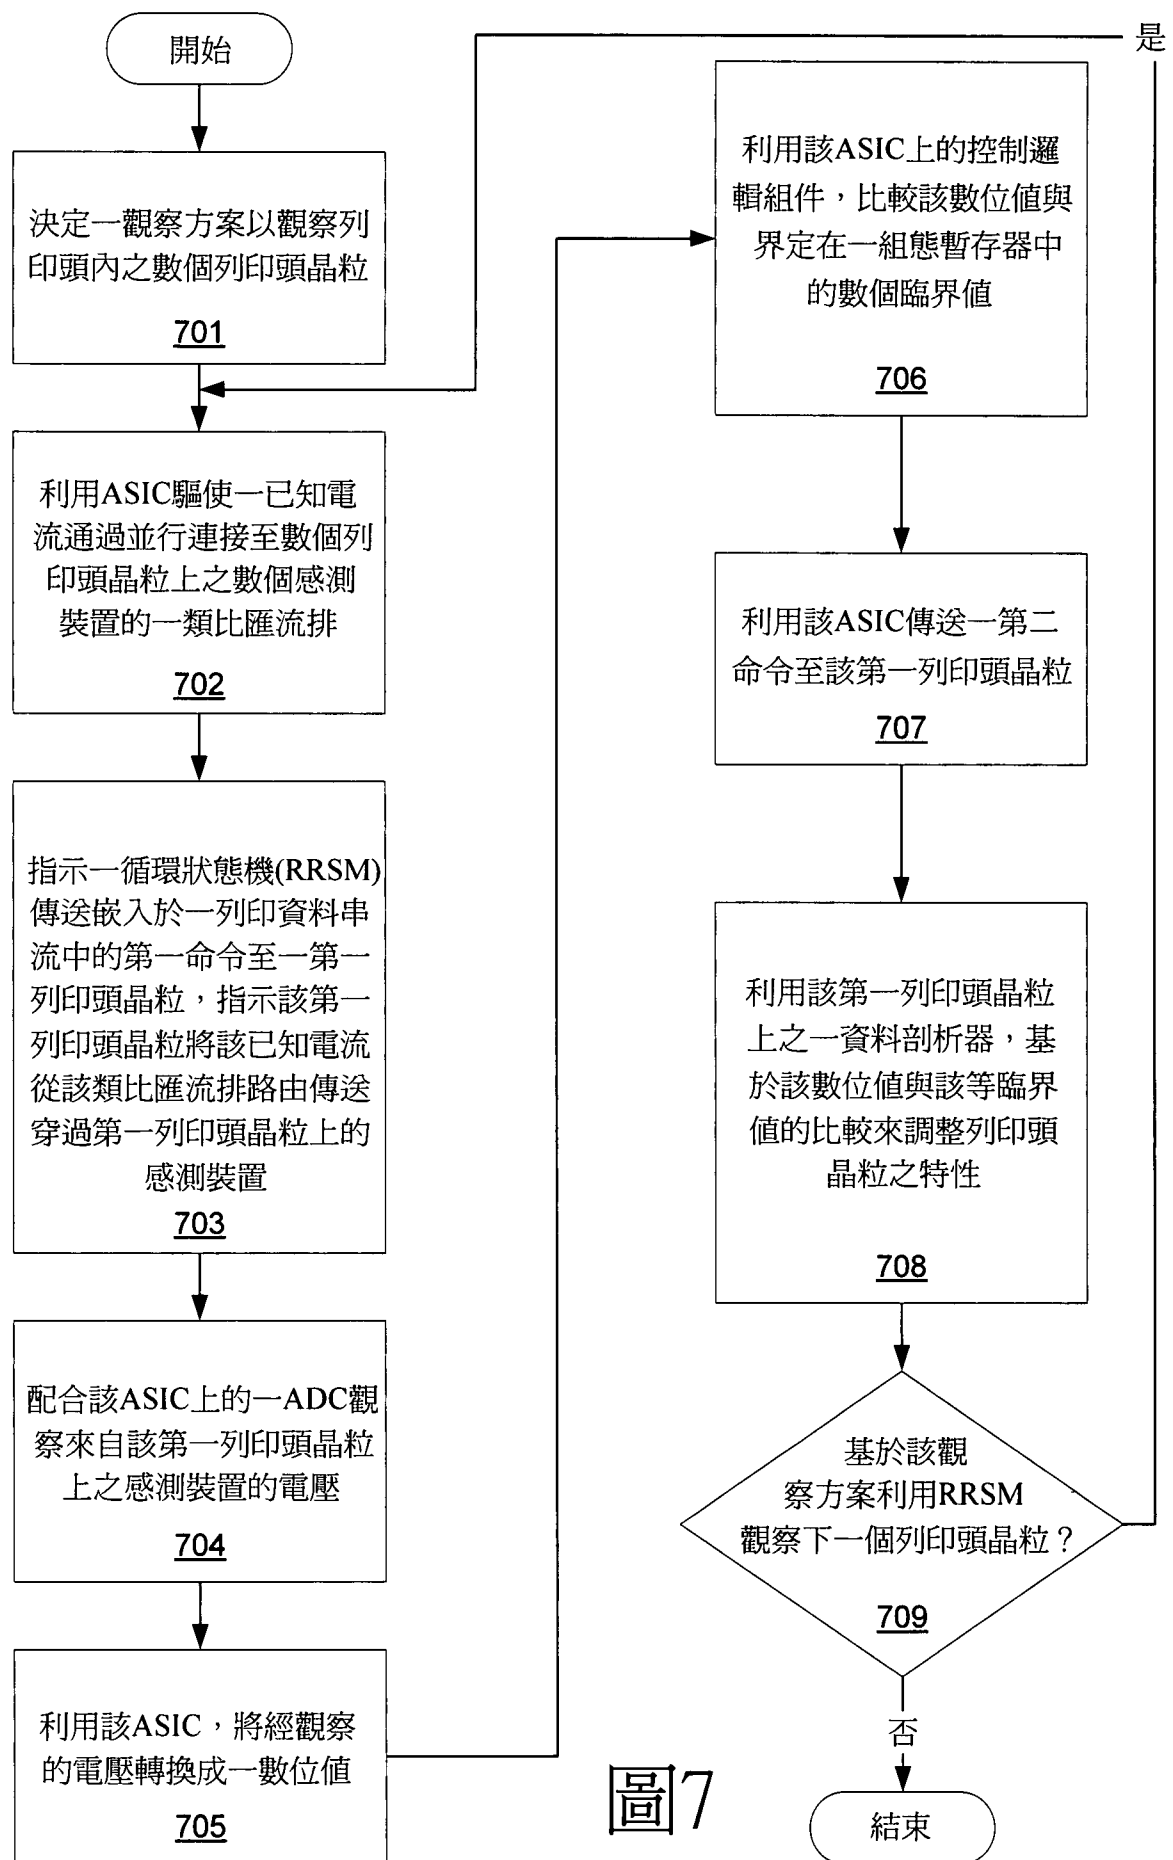 開始
決定一觀察方案以觀察列
印頭內之數個列印頭晶粒
701
利用ASIC驅使一已知電
流通過並行連接至數個列
印頭晶粒上之數個感測
裝置的一類比匯流排
702
指示一循環狀態機(RRSM)
傳送嵌入於一列印資料串
流中的第一命令至一第一
列印頭晶粒，指示該第一
列印頭晶粒將該已知電流
從該類比匯流排路由傳送
穿過第一列印頭晶粒上的
感測裝置
703
配合該ASIC上的一ADC觀
察來自該第一列印頭晶粒
上之感測裝置的電壓
704
利用該ASIC，將經觀察
的電壓轉換成一數位值
705
利用該ASIC上的控制邏
輯組件，比較該數位值與
界定在一組態暫存器中
的數個臨界值
706
利用該ASIC傳送一第二
命令至該第一列印頭晶粒
707
利用該第一列印頭晶粒
上之一資料剖析器，基
於該數位值與該等臨界
值的比較來調整列印頭
晶粒之特性
708
基於該觀
察方案利用RRSM
觀察下一個列印頭晶粒？
709
是
否
結束
圖7